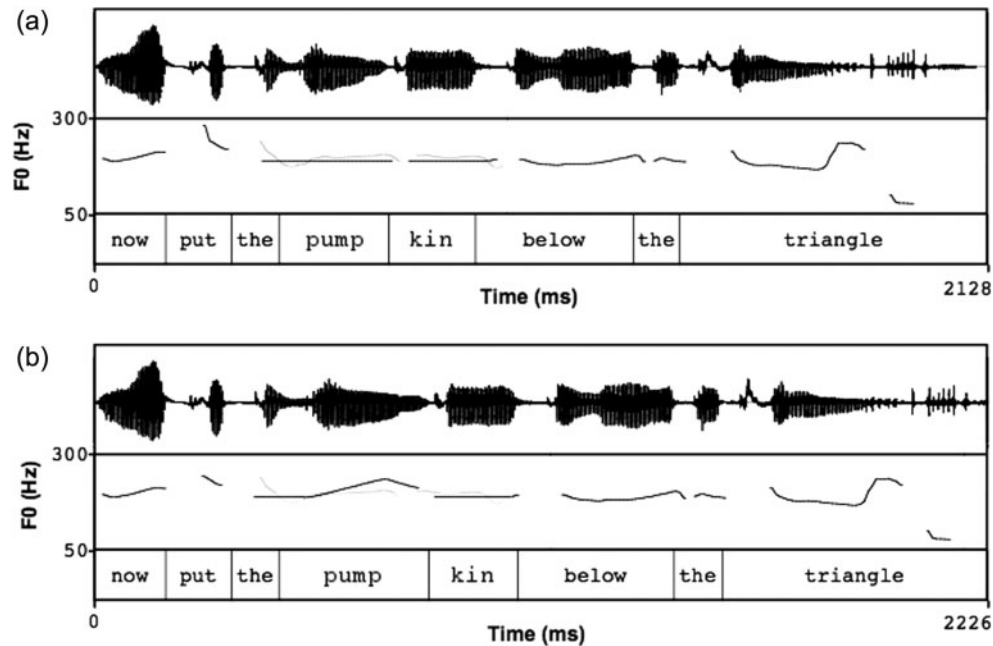 (a)
300
F0 (Hz)
50
now put the pump kin below the triangle
0 Time (ms) 2128
(b)
300
F0 (Hz)
50
now put the pump kin below the triangle
0 Time (ms) 2226